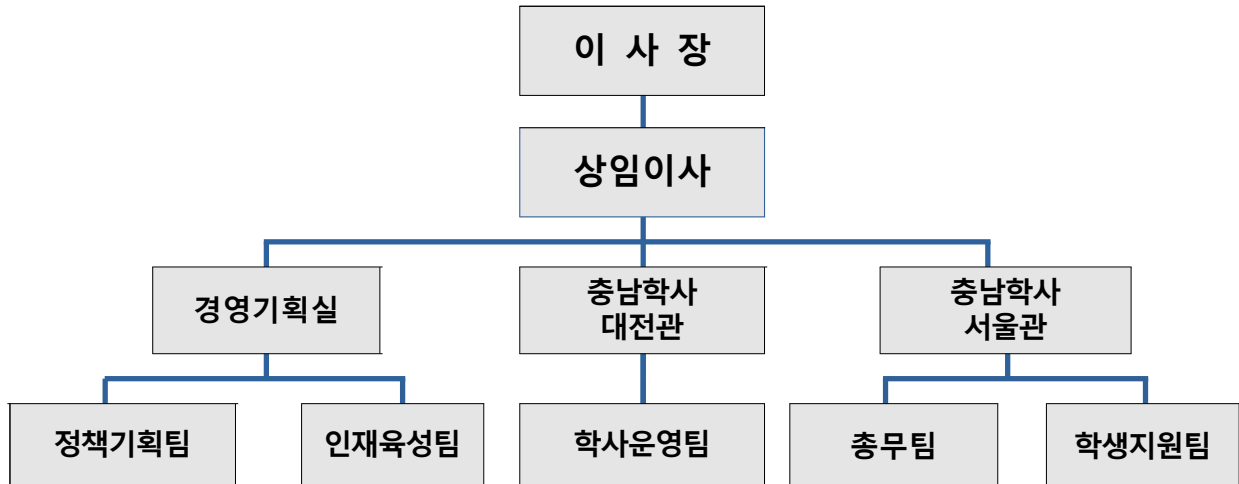 이 사 장
상임이사
경영기획실
충남학사
대전관
충남학사
서울관
정책기획팀
인재육성팀
학사운영팀
총무팀
학생지원팀